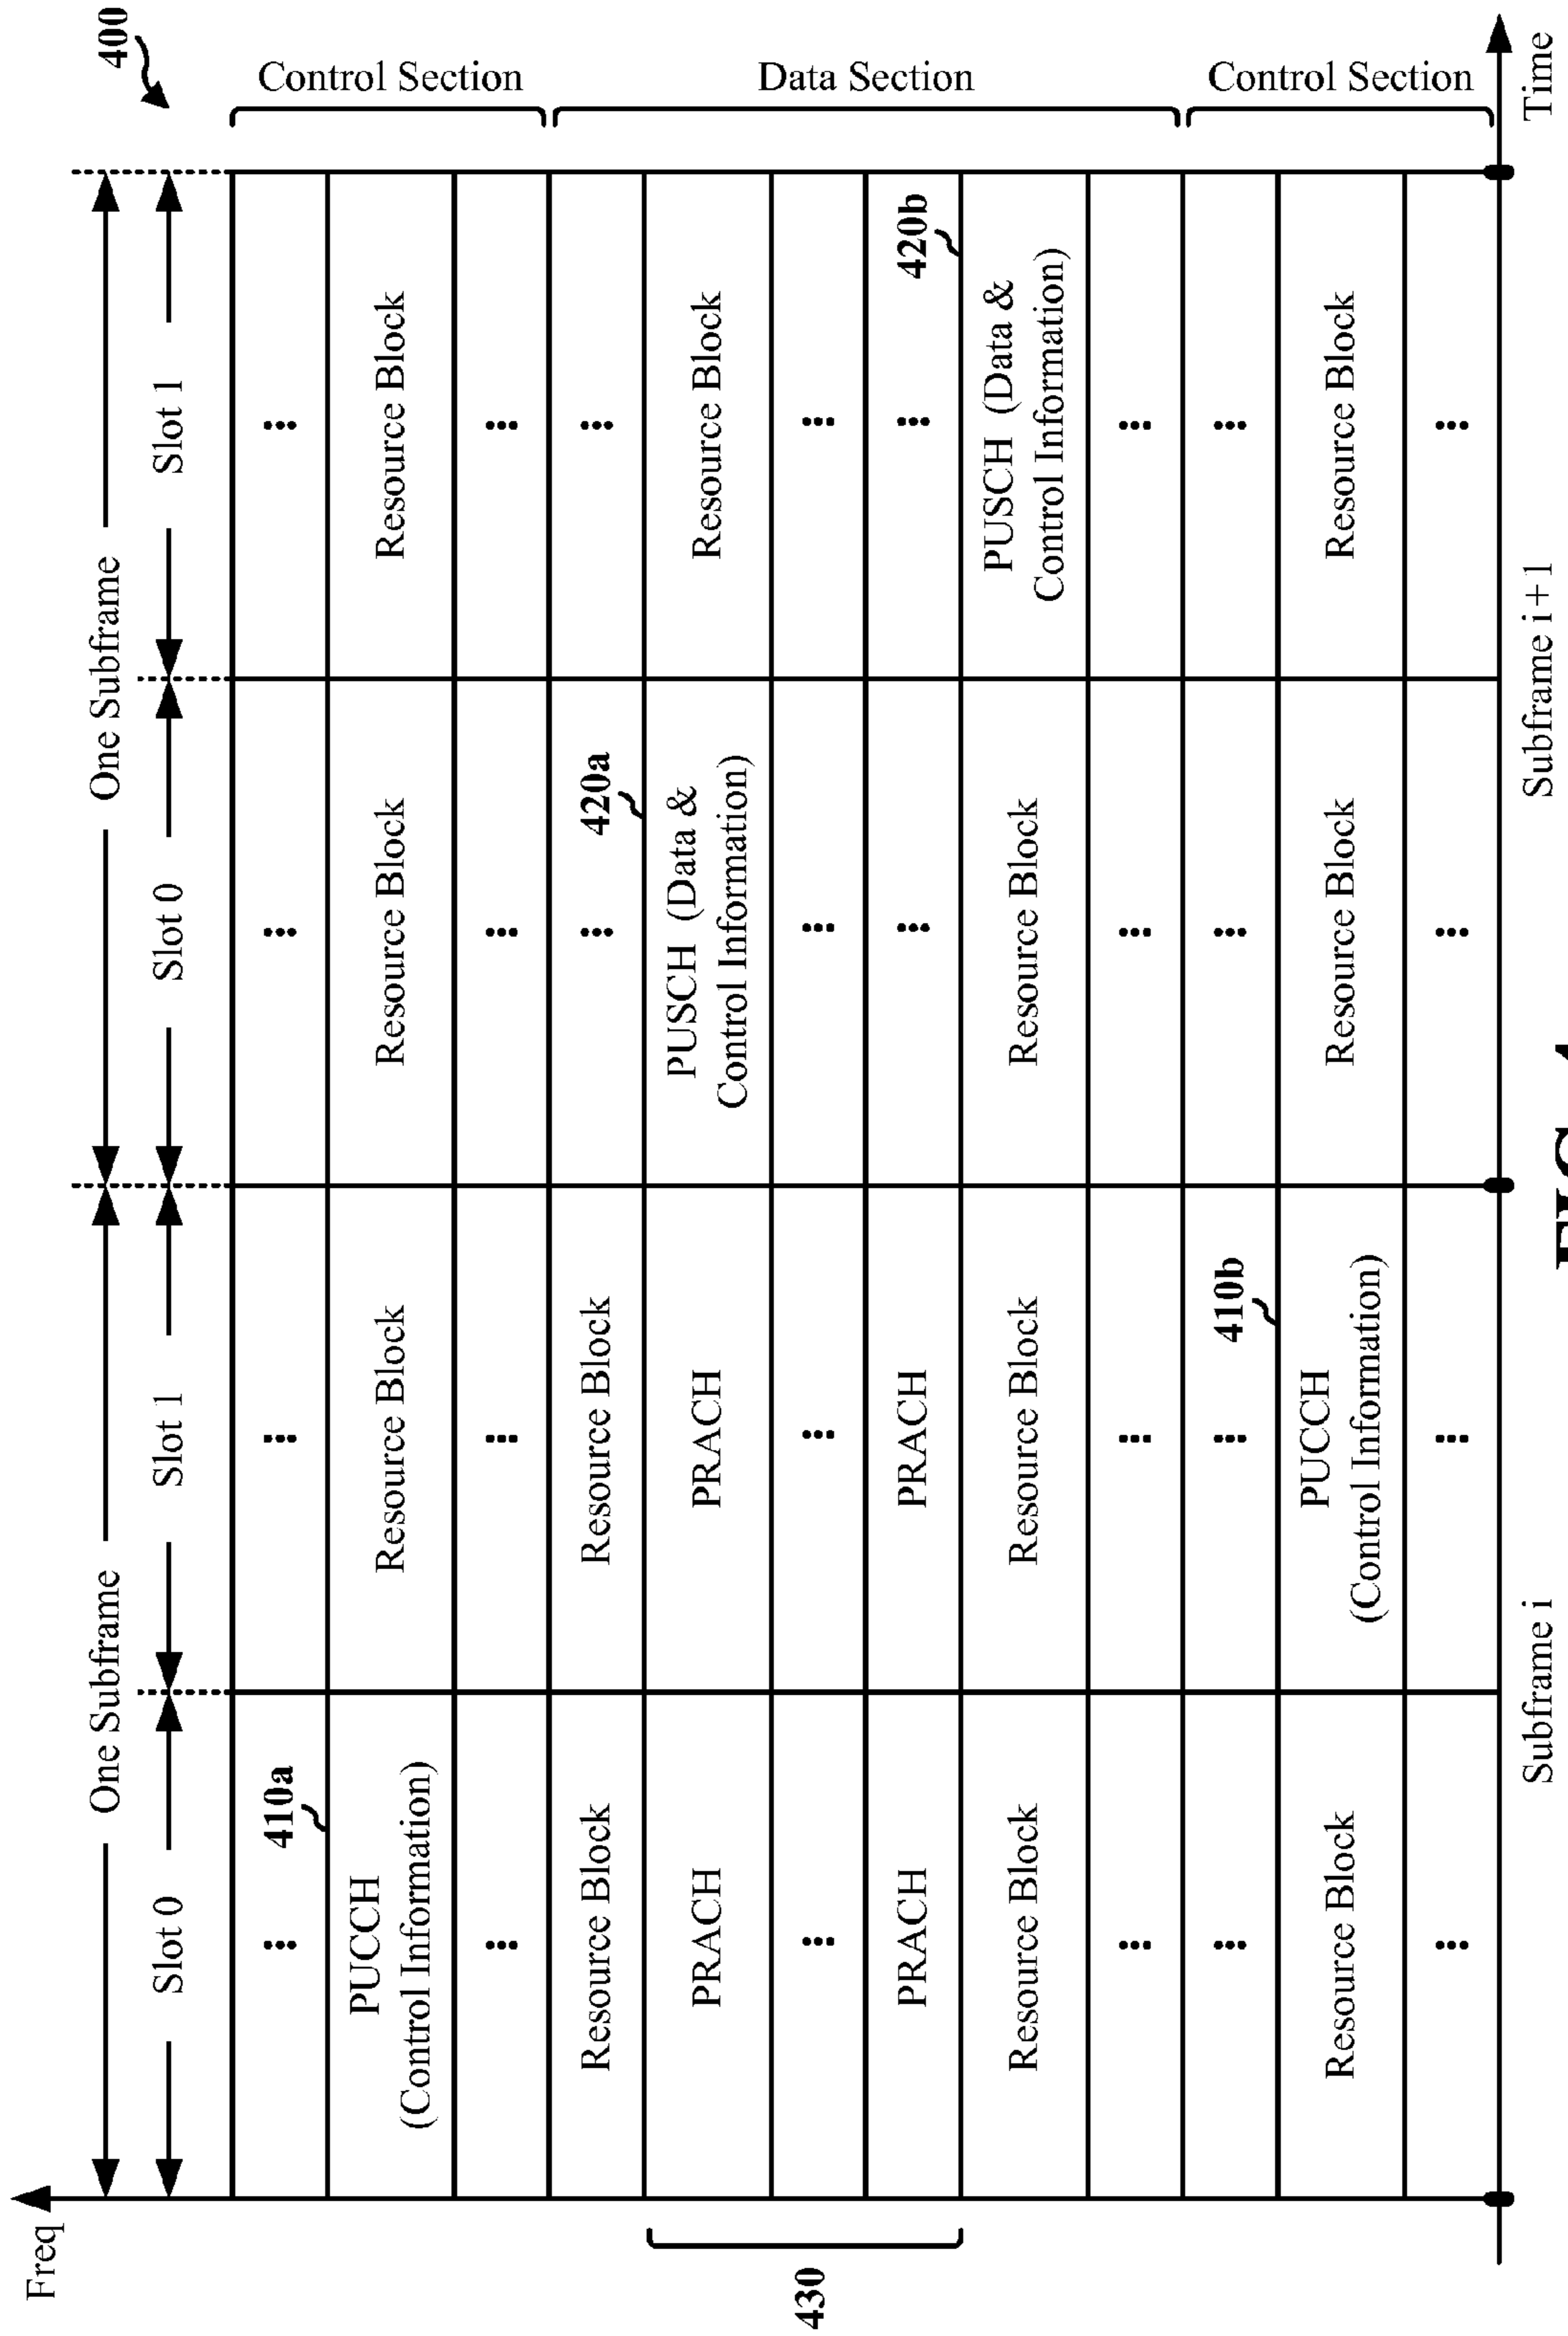 400
Freq
One Subframe
One Subframe
Slot 0
Slot 1
Slot 0
Slot 1
Control Section
Data Section
Control Section
410a
PUCCH
(Control Information)
Resource Block
Resource Block
Resource Block
Resource Block
Resource Block
420a
430
PRACH
PRACH
PUSCH (Data &
Control Information)
Resource Block
PRACH
PRACH
420b
Resource Block
Resource Block
Resource Block
PUSCH (Data &
Control Information)
410b
Resource Block
PUCCH
(Control Information)
Resource Block
Resource Block
Subframe i
Subframe i+1
Time